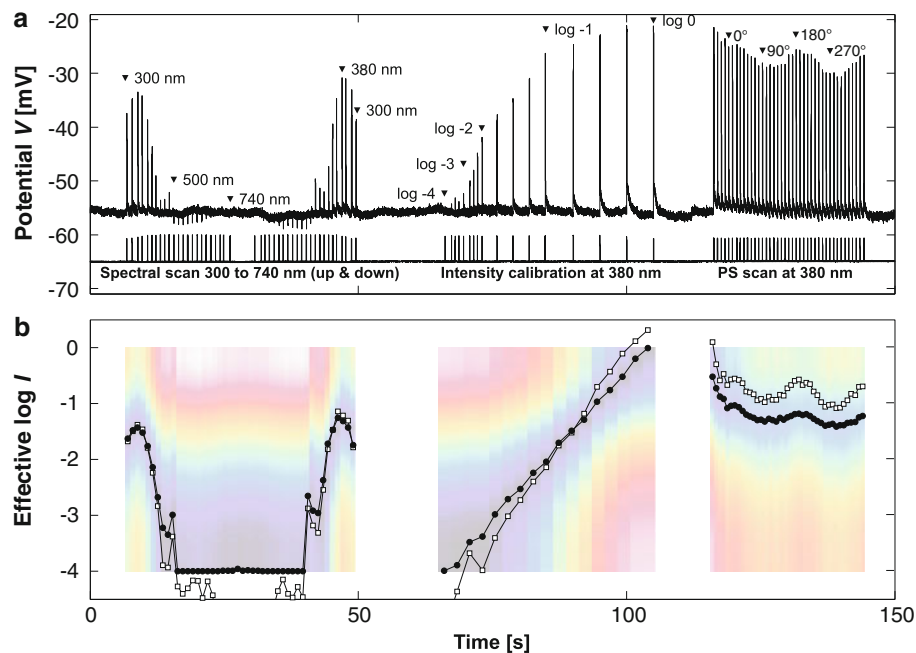 a
Potential V [mV]
-20
-30
-40
-50
-60
-70
300 nm
500 nm
740 nm
380 nm
300 nm
log -4
log -3
log -2
log -1
log 0
0°
90°
180°
270°
Spectral scan 300 to 740 nm (up & down)
Intensity calibration at 380 nm
PS scan at 380 nm
b
Effective log I
0
-1
-2
-3
-4
0
50
100
150
Time [s]